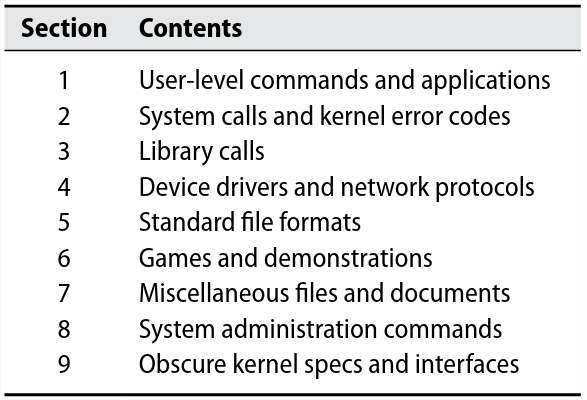 Section Contents
1 User-level commands and applications
2 System calls and kernel error codes
3 Library calls
4 Device drivers and network protocols
5 Standard file formats
6 Games and demonstrations
7 Miscellaneous files and documents
8 System administration commands
9 Obscure kernel specs and interfaces